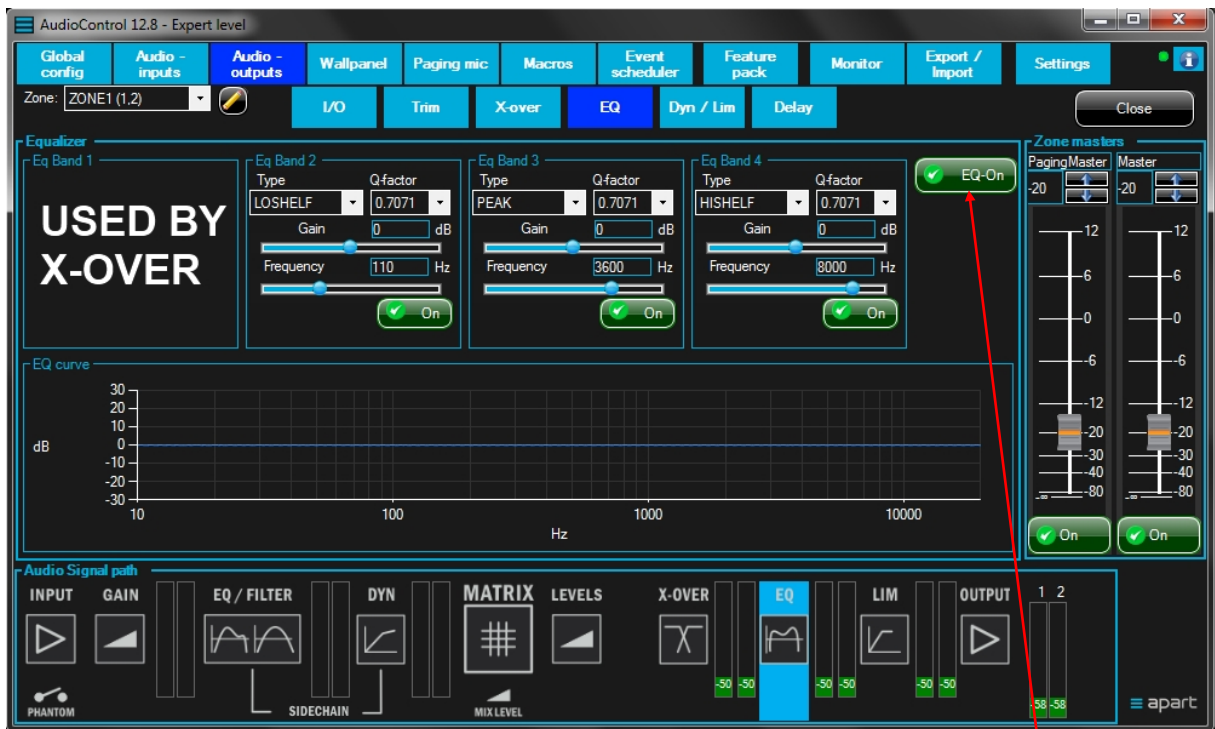 AudioControl 12.8 - Expert level
Global config
Audio - inputs
Audio - outputs
Wallpanel
Paging mic
Macros
Event scheduler
Feature pack
Monitor
Export / Import
Settings
Zone: ZONE1 (1,2)
I/O
Trim
X-over
EQ
Dyn / Lim
Delay
Close
Equalizer
Eq Band 1
USED BY
X-OVER
Eq Band 2
Type Q-factor
LOSHELF 0.7071
Gain 0 dB
Frequency 110 Hz
On
Eq Band 3
Type Q-factor
PEAK 0.7071
Gain 0 dB
Frequency 3600 Hz
On
Eq Band 4
Type Q-factor
HISHELF 0.7071
Gain 0 dB
Frequency 8000 Hz
On
EQ-On
EQ curve
30
20
10
0
dB
-10
-20
-30
10 100 1000 10000
Hz
Zone masters
PagingMaster Master
-20 -20
12 12
6 6
0 0
-6 -6
-12 -12
-20 -20
-30 -30
-40 -40
-∞ -80 -∞ -80
On On
Audio Signal path
INPUT GAIN EQ / FILTER DYN MATRIX LEVELS X-OVER EQ LIM OUTPUT 1 2
-50 -50 -50 -50 -50 -50
PHANTOM SIDECHAIN MIX LEVEL -58 -58
apart